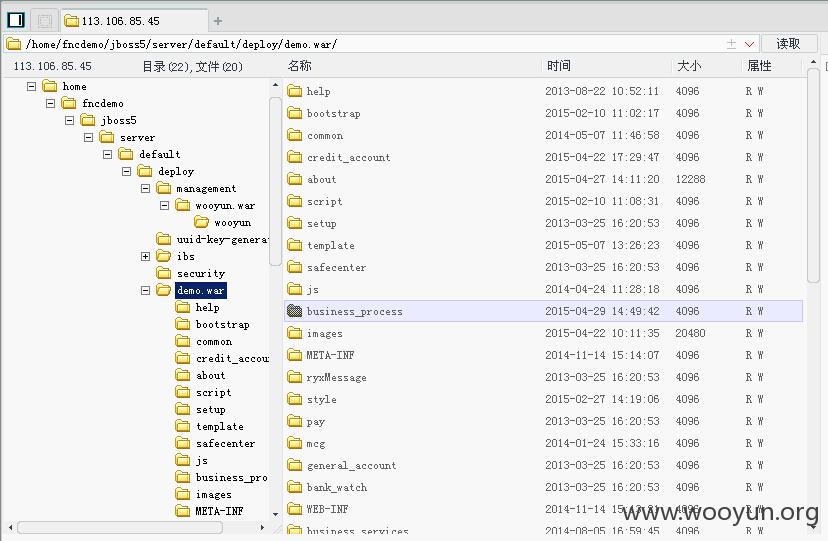 113.106.85.45
/home/fncdemo/jboss5/server/default/deploy/demo.war/ 读取
113.106.85.45 目录(22),文件(20) 名称 时间 大小 属性
home
fncdemo
jboss5
server
default
deploy
management
wooyun.war
wooyun
uuid-key-genera
ibs
security
demo.war
help
bootstrap
common
credit_accou
about
script
setup
template
safecenter
js
business_pro
images
META-INF
help 2013-08-22 10:52:11 4096 R W
bootstrap 2015-02-10 11:02:17 4096 R W
common 2014-05-07 11:46:58 4096 R W
credit_account 2015-04-22 17:29:47 4096 R W
about 2015-04-27 14:11:20 12288 R W
script 2015-02-10 11:08:31 4096 R W
setup 2013-03-25 16:20:53 4096 R W
template 2015-05-07 13:26:23 4096 R W
safecenter 2013-03-25 16:20:53 4096 R W
js 2014-04-24 11:28:18 4096 R W
business_process 2015-04-29 14:49:42 4096 R W
images 2015-04-22 10:11:35 20480 R W
META-INF 2014-11-14 15:14:07 4096 R W
ryxMessage 2013-03-25 16:20:53 4096 R W
style 2015-02-27 14:19:06 4096 R W
pay 2013-03-25 16:20:53 4096 R W
mcg 2014-01-24 15:33:16 4096 R W
general_account 2013-03-25 16:20:53 4096 R W
bank_watch 2013-03-25 16:20:53 4096 R W
WEB-INF 2014-11-14 4096 R W
business_services 2014-08-05 16:59:45 4096 R W
www.wooyun.org